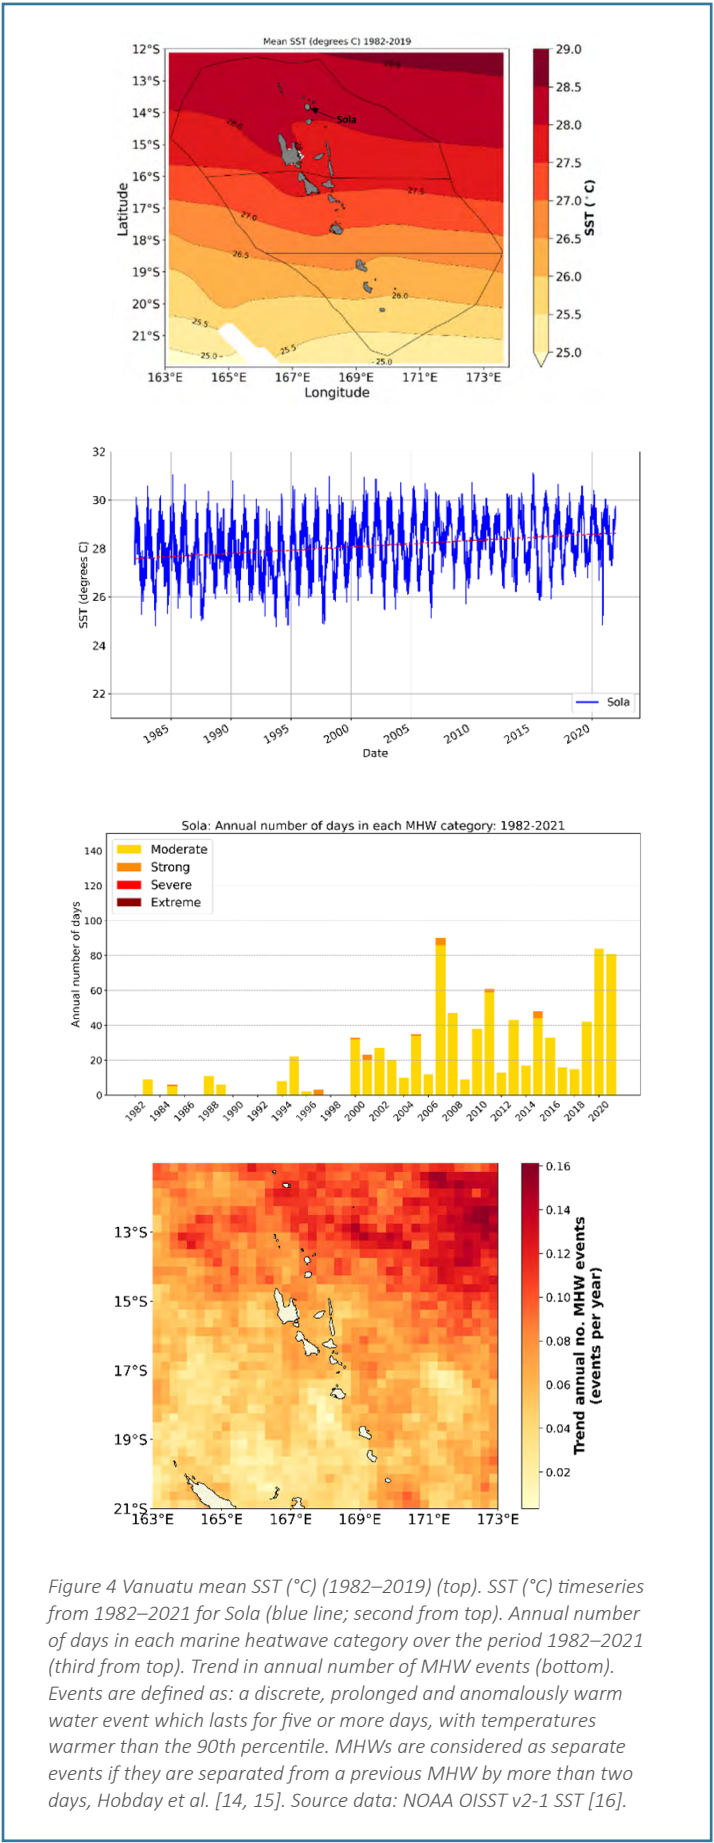 Mean SST (degrees C) 1982-2019
12°S
13°S
14°S
15°S
16°S
17°S
18°S
19°S
20°S
21°S
Latitude
Sola
28.5
28.0
27.5
27.0
26.5
26.0
25.5
25.5
25.0
25.0
163°E 165°E 167°E 169°E 171°E 173°E
Longitude
29.0
28.5
28.0
27.5
27.0
26.5
26.0
25.5
25.0
SST (°C)
32
30
28
26
24
22
SST (degrees C)
Sola
1985 1990 1995 2000 2005 2010 2015 2020
Date
Sola: Annual number of days in each MHW category: 1982-2021
Moderate
Strong
Severe
Extreme
140
120
100
80
60
40
20
0
Annual number of days
1982 1984 1986 1988 1990 1992 1994 1996 1998 2000 2002 2004 2006 2008 2010 2012 2014 2016 2018 2020
13°S
15°S
17°S
19°S
21°S
163°E 165°E 167°E 169°E 171°E 173°E
0.16
0.14
0.12
0.10
0.08
0.06
0.04
0.02
Trend annual no. MHW events
(events per year)
Figure 4 Vanuatu mean SST (°C) (1982–2019) (top). SST (°C) timeseries
from 1982–2021 for Sola (blue line; second from top). Annual number
of days in each marine heatwave category over the period 1982–2021
(third from top). Trend in annual number of MHW events (bottom).
Events are defined as: a discrete, prolonged and anomalously warm
water event which lasts for five or more days, with temperatures
warmer than the 90th percentile. MHWs are considered as separate
events if they are separated from a previous MHW by more than two
days, Hobday et al. [14, 15]. Source data: NOAA OISST v2-1 SST [16].